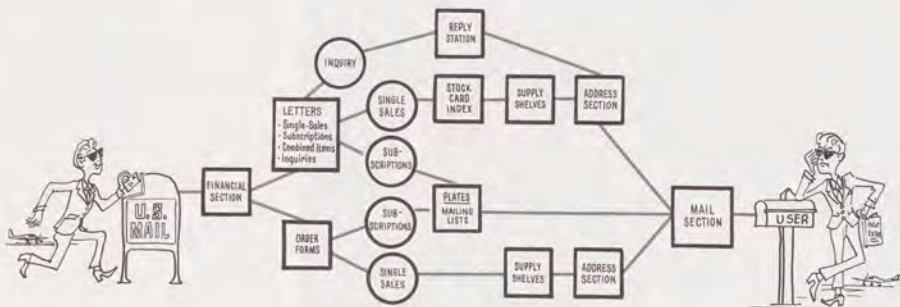 REPLY
STATION
INQUIRY
LETTERS
• Single-Sales
• Subscriptions
• Combined Items
• Inquiries
SINGLE
SALES
STOCK
CARD
INDEX
SUPPLY
SHELVES
ADDRESS
SECTION
SUB-
SCRIPTIONS
FINANCIAL
SECTION
U.S.
MAIL
PLATES
MAILING
LISTS
SUB-
SCRIPTIONS
ORDER
FORMS
SINGLE
SALES
SUPPLY
SHELVES
ADDRESS
SECTION
MAIL
SECTION
USER